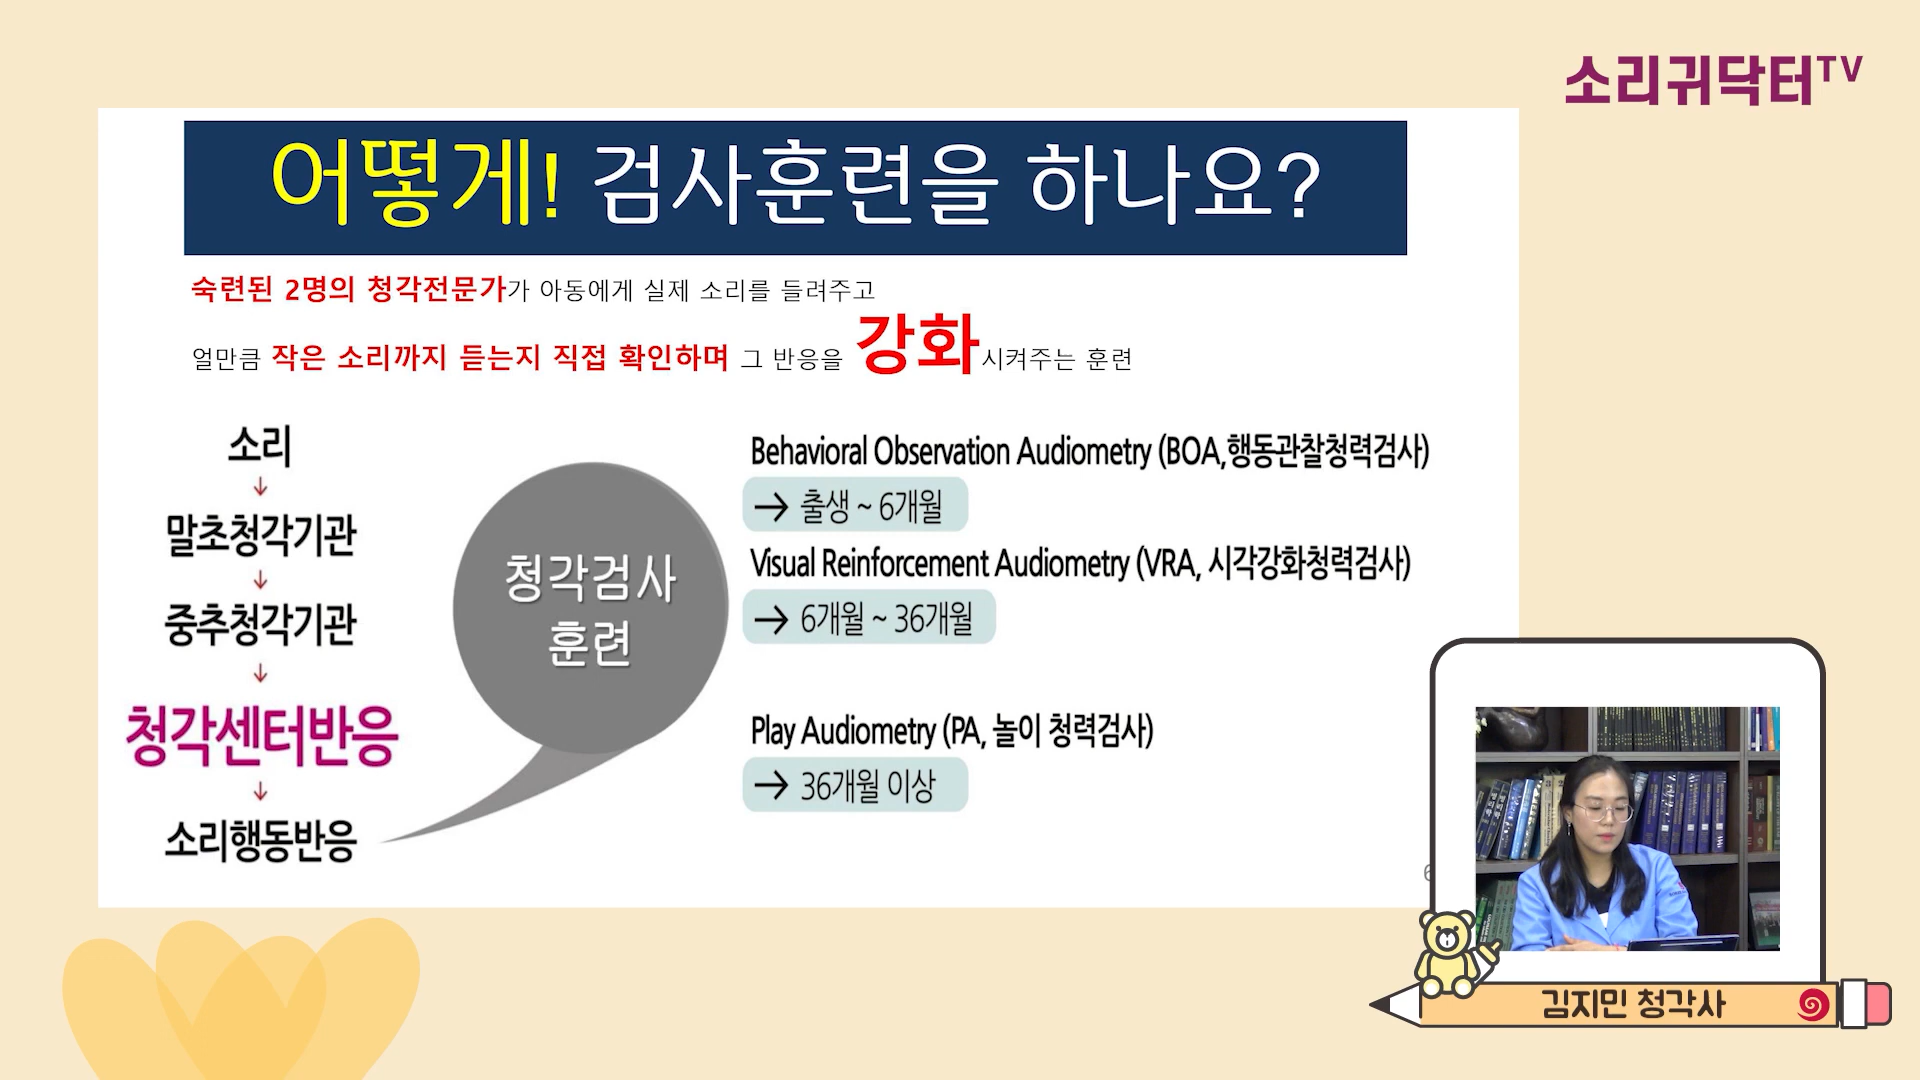 소리귀닥터TV
어떻게! 검사훈련을 하나요?
숙련된 2명의 청각전문가가 아동에게 실제 소리를 들려주고
얼만큼 작은 소리까지 듣는지 직접 확인하며 그 반응을 강화시켜주는 훈련
소리
↓
말초청각기관
↓
중추청각기관
↓
청각센터반응
↓
소리행동반응
청각검사
훈련
Behavioral Observation Audiometry (BOA,행동관찰청력검사)
→ 출생 ~ 6개월
Visual Reinforcement Audiometry (VRA, 시각강화청력검사)
→ 6개월 ~ 36개월
Play Audiometry (PA, 놀이 청력검사)
→ 36개월 이상
김지민 청각사